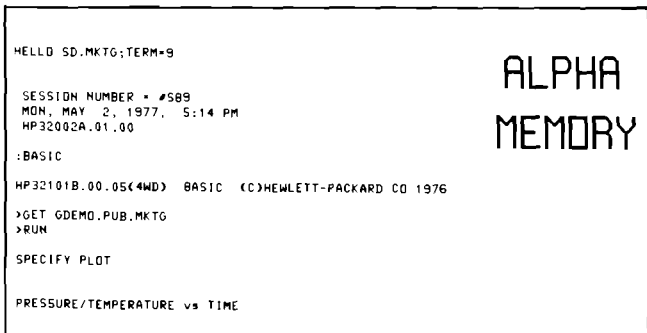 HELLO SD.MKTG;TERM=9
SESSION NUMBER = #S89
MON, MAY 2, 1977, 5:14 PM
HP32002A.01.00
:BASIC
HP32101B.00.05(4WD) BASIC (C)HEWLETT-PACKARD CO 1976
>GET GDEMO.PUB.MKTG
>RUN
SPECIFY PLOT
PRESSURE/TEMPERATURE vs TIME
ALPHA
MEMORY